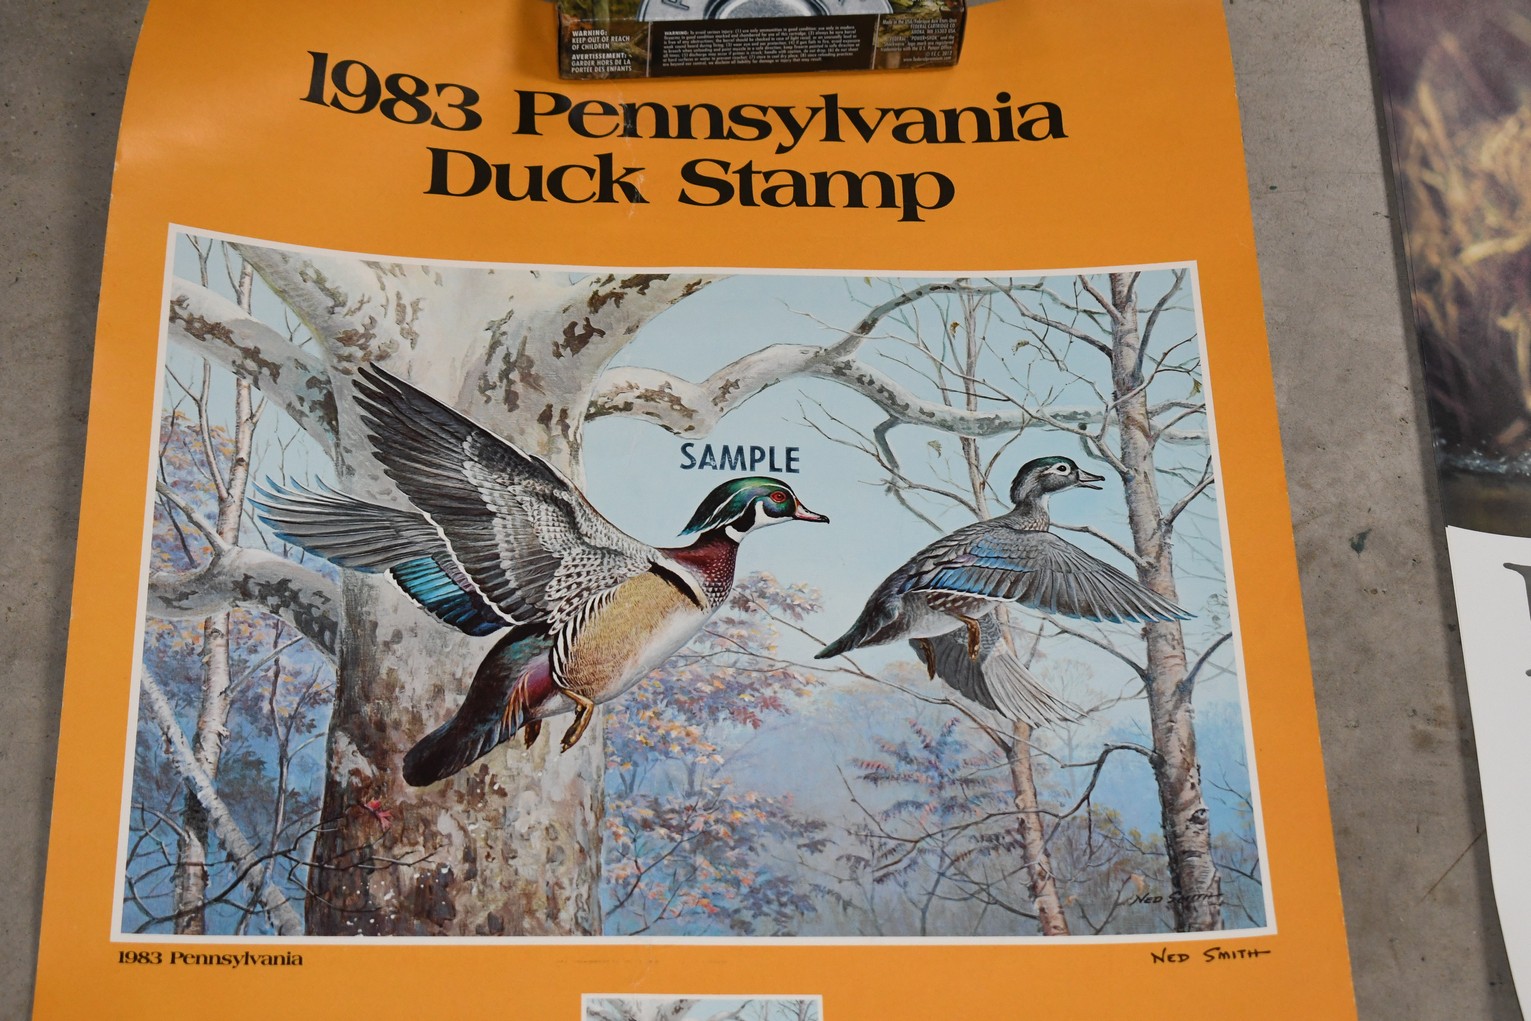 WARNING:
KEEP OUT OF REACH
OF CHILDREN
AVERTISSEMENT:
GARDER HORS DE LA
PORTÉE DES ENFANTS
1983 Pennsylvania
Duck Stamp
SAMPLE
NED SMITH
1983 Pennsylvania
NED SMITH